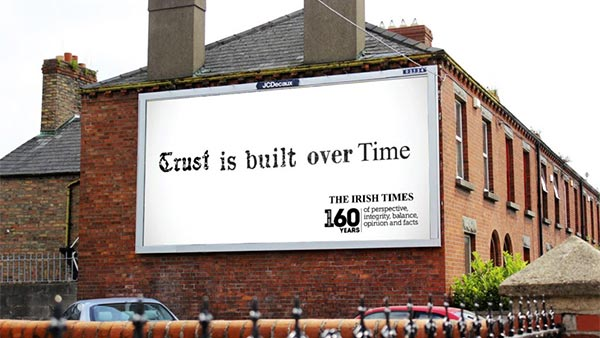 JCDecaux
Trust is built over Time
THE IRISH TIMES
160 YEARS
of perspective,
integrity, balance,
opinion and facts